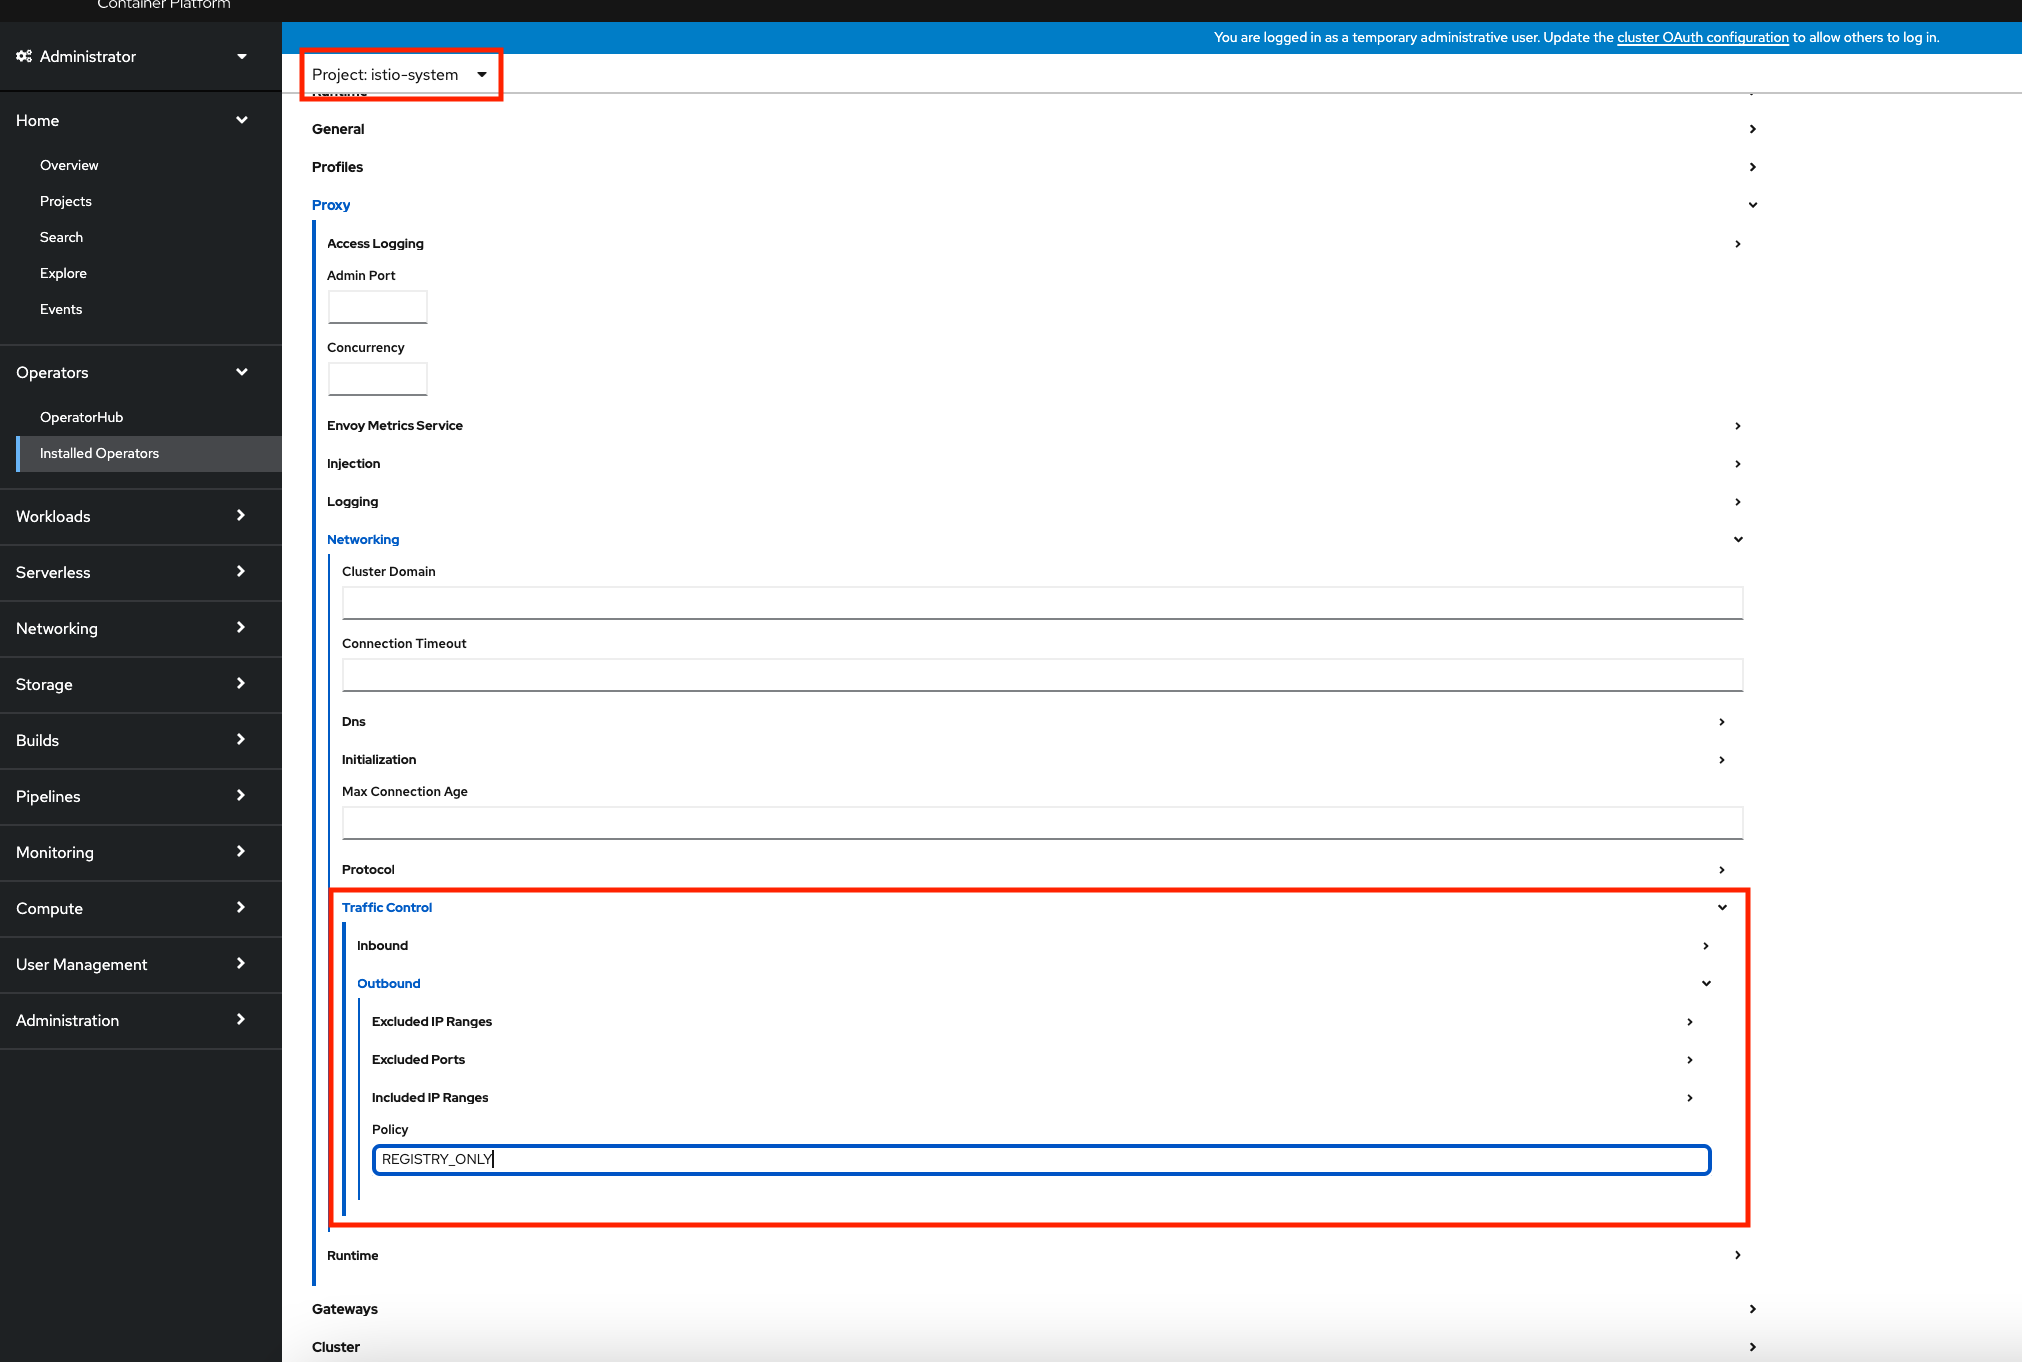 Container Platform
You are logged in as a temporary administrative user. Update the cluster OAuth configuration to allow others to log in.
Administrator
Project: istio-system
Runtime
Home
Overview
Projects
Search
Explore
Events
Operators
OperatorHub
Installed Operators
Workloads
Serverless
Networking
Storage
Builds
Pipelines
Monitoring
Compute
User Management
Administration
General
Profiles
Proxy
Access Logging
Admin Port
Concurrency
Envoy Metrics Service
Injection
Logging
Networking
Cluster Domain
Connection Timeout
Dns
Initialization
Max Connection Age
Protocol
Traffic Control
Inbound
Outbound
Excluded IP Ranges
Excluded Ports
Included IP Ranges
Policy
REGISTRY_ONLY
Runtime
Gateways
Cluster